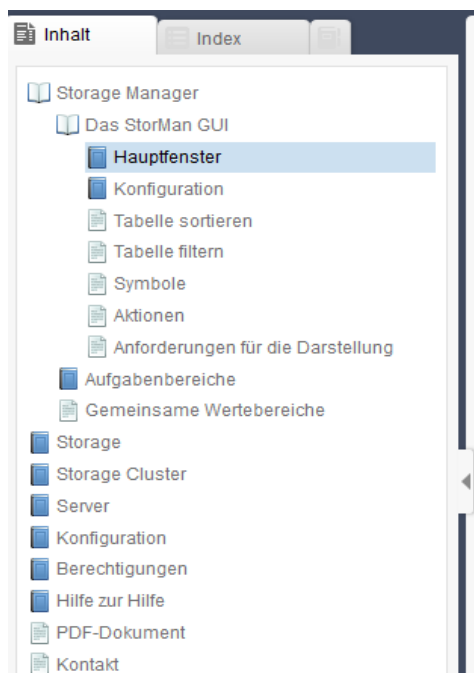 Inhalt
Index
Storage Manager
Das StorMan GUI
Hauptfenster
Konfiguration
Tabelle sortieren
Tabelle filtern
Symbole
Aktionen
Anforderungen für die Darstellung
Aufgabenbereiche
Gemeinsame Wertebereiche
Storage
Storage Cluster
Server
Konfiguration
Berechtigungen
Hilfe zur Hilfe
PDF-Dokument
Kontakt